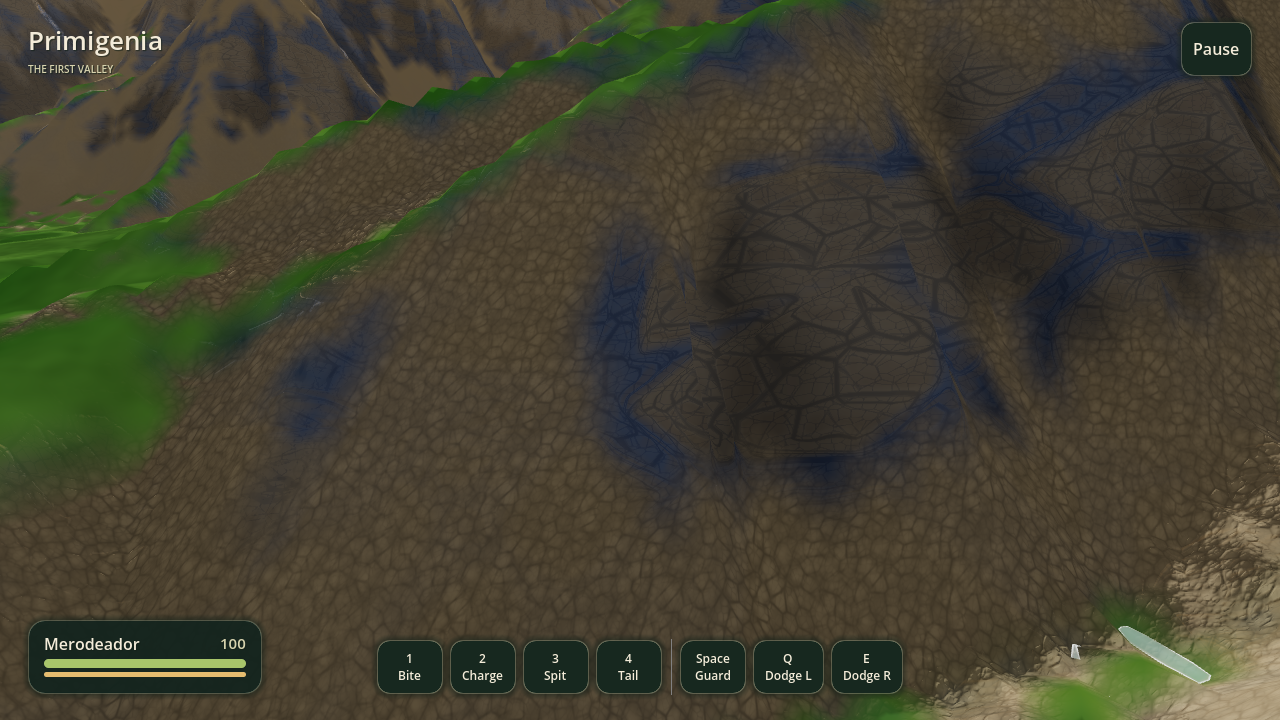 Primigenia
THE FIRST VALLEY
Pause
Merodeador 100
1
Bite
2
Charge
3
Spit
4
Tail
Space
Guard
Q
Dodge L
E
Dodge R